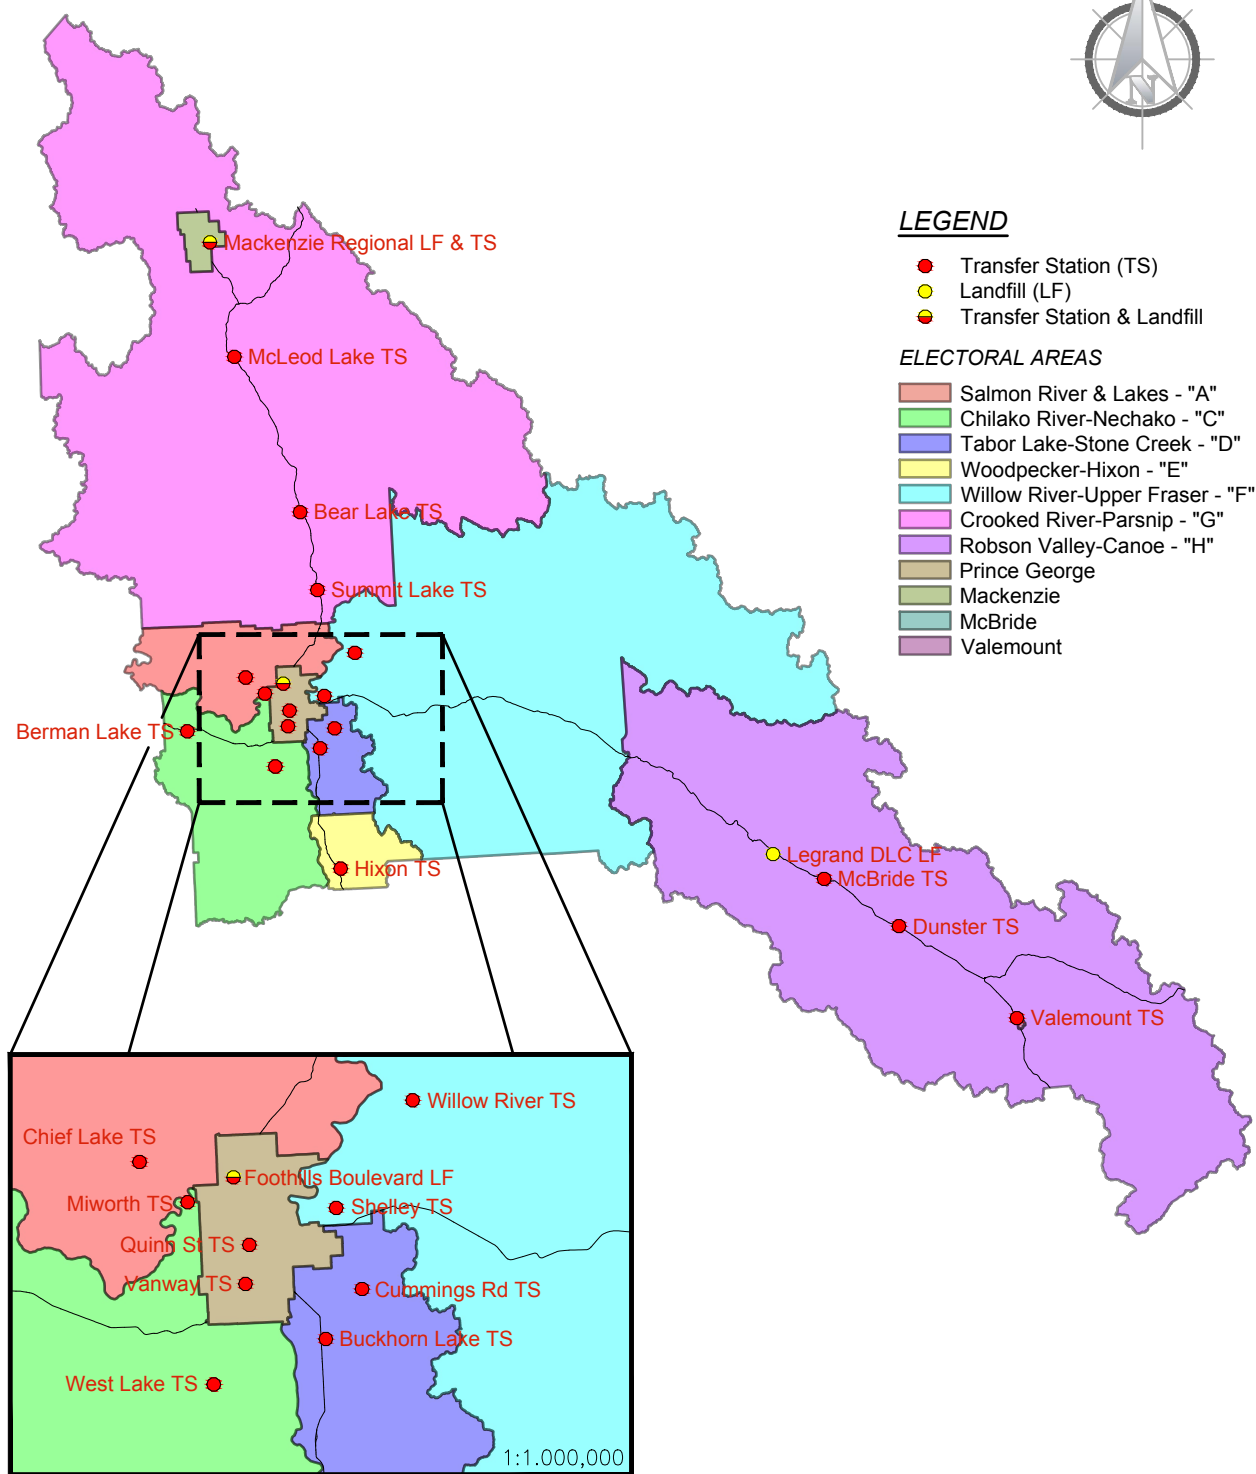 N
LEGEND
Transfer Station (TS)
Landfill (LF)
Transfer Station & Landfill
ELECTORAL AREAS
Salmon River & Lakes - "A"
Chilako River-Nechako - "C"
Tabor Lake-Stone Creek - "D"
Woodpecker-Hixon - "E"
Willow River-Upper Fraser - "F"
Crooked River-Parsnip - "G"
Robson Valley-Canoe - "H"
Prince George
Mackenzie
McBride
Valemount
Mackenzie Regional LF & TS
McLeod Lake TS
Bear Lake TS
Summit Lake TS
Berman Lake TS
Hixon TS
Legrand DLC LF
McBride TS
Dunster TS
Valemount TS
Willow River TS
Chief Lake TS
Foothills Boulevard LF
Miworth TS
Shelley TS
Quinn St TS
Vanway TS
Cummings Rd TS
Buckhorn Lake TS
West Lake TS
1:1.000,000